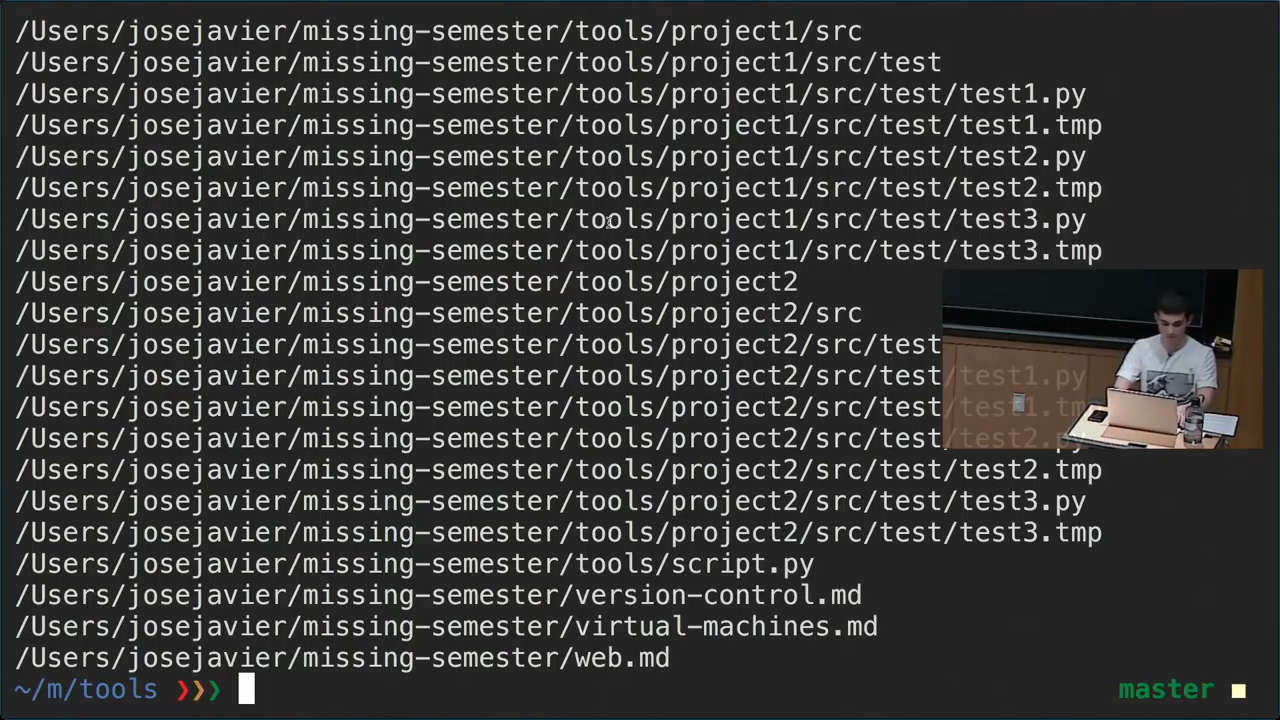 /Users/josejavier/missing-semester/tools/project1/src
/Users/josejavier/missing-semester/tools/project1/src/test
/Users/josejavier/missing-semester/tools/project1/src/test/test1.py
/Users/josejavier/missing-semester/tools/project1/src/test/test1.tmp
/Users/josejavier/missing-semester/tools/project1/src/test/test2.py
/Users/josejavier/missing-semester/tools/project1/src/test/test2.tmp
/Users/josejavier/missing-semester/tools/project1/src/test/test3.py
/Users/josejavier/missing-semester/tools/project1/src/test/test3.tmp
/Users/josejavier/missing-semester/tools/project2
/Users/josejavier/missing-semester/tools/project2/src
/Users/josejavier/missing-semester/tools/project2/src/test
/Users/josejavier/missing-semester/tools/project2/src/test/test1.py
/Users/josejavier/missing-semester/tools/project2/src/test/test1.tmp
/Users/josejavier/missing-semester/tools/project2/src/test/test2.py
/Users/josejavier/missing-semester/tools/project2/src/test/test2.tmp
/Users/josejavier/missing-semester/tools/project2/src/test/test3.py
/Users/josejavier/missing-semester/tools/project2/src/test/test3.tmp
/Users/josejavier/missing-semester/tools/script.py
/Users/josejavier/missing-semester/version-control.md
/Users/josejavier/missing-semester/virtual-machines.md
/Users/josejavier/missing-semester/web.md
~/m/tools ❯❯❯ master